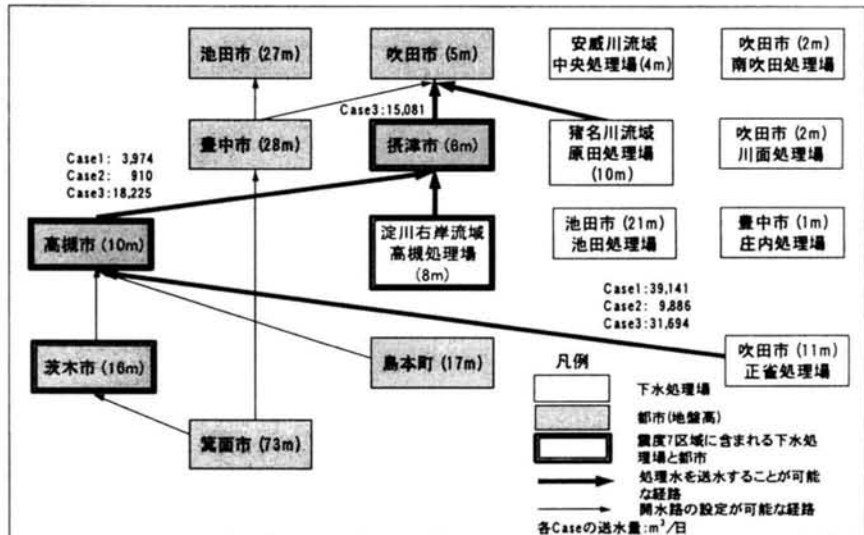 池田市(27m)
吹田市(5m)
安威川流域
中央処理場(4m)
吹田市(2m)
南吹田処理場
Case3:15,081
豊中市(28m)
摂津市(6m)
猪名川流域
原田処理場
(10m)
吹田市(2m)
川面処理場
Case1: 3,974
Case2: 910
Case3:18,225
高槻市(10m)
淀川右岸流域
高槻処理場
(8m)
池田市(21m)
池田処理場
豊中市(1m)
庄内処理場
Case1:39,141
Case2: 9,886
Case3:31,694
茨木市(16m)
島本町(17m)
吹田市(11m)
正雀処理場
箕面市(73m)
凡例
下水処理場
都市(地盤高)
震度7区域に含まれる下水処
理場と都市
処理水を送水することが可能
な経路
開水路の設定が可能な経路
各Caseの送水量:m³/日